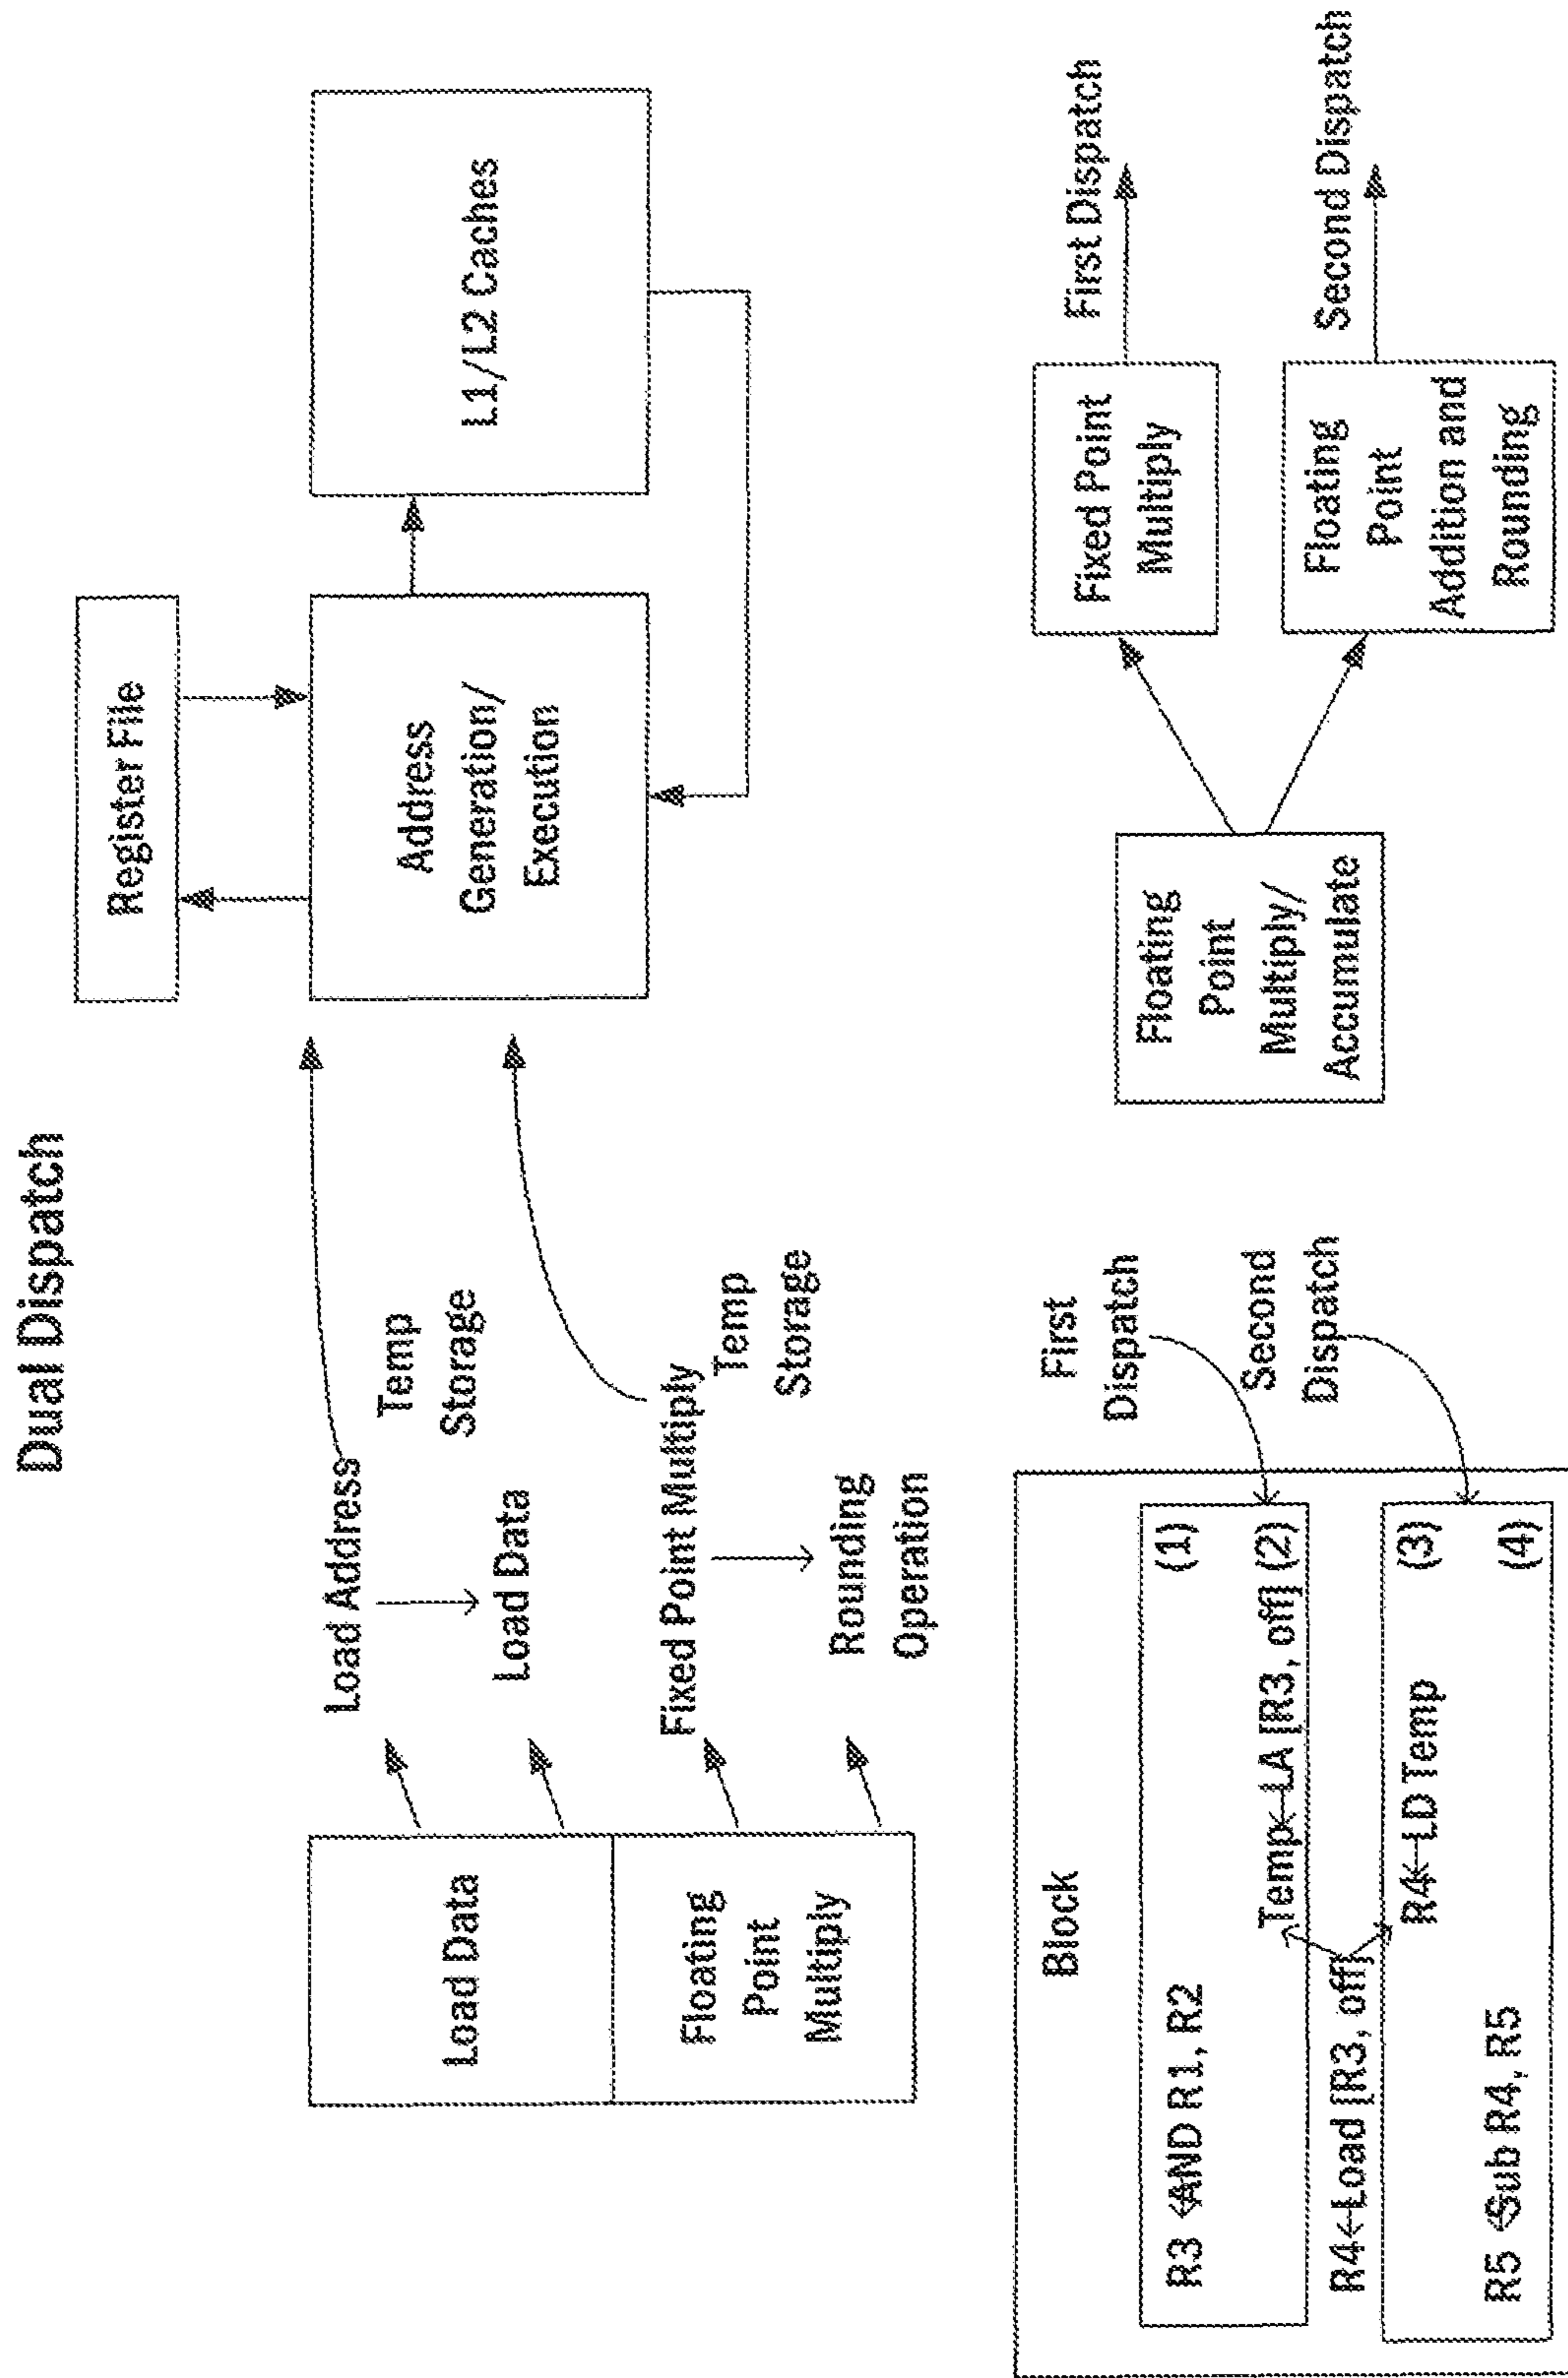 Dual Dispatch
Load Data
Floating
Point
Multiply
Load Address
Temp
Storage
Load Data
Fixed Point Multiply
Temp
Storage
Rounding
Operation
Register File
Address
Generation/
Execution
L1/L2 Caches
Block
R3 ← AND R1, R2 (1)
Temp ← LA [R3, off] (2)
R4 ← Load [R3, off]
R4 ← LD Temp (3)
R5 ← Sub R4, R5 (4)
First
Dispatch
Second
Dispatch
Floating
Point
Multiply/
Accumulate
Fixed Point
Multiply
First Dispatch
Floating
Point
Addition and
Rounding
Second Dispatch